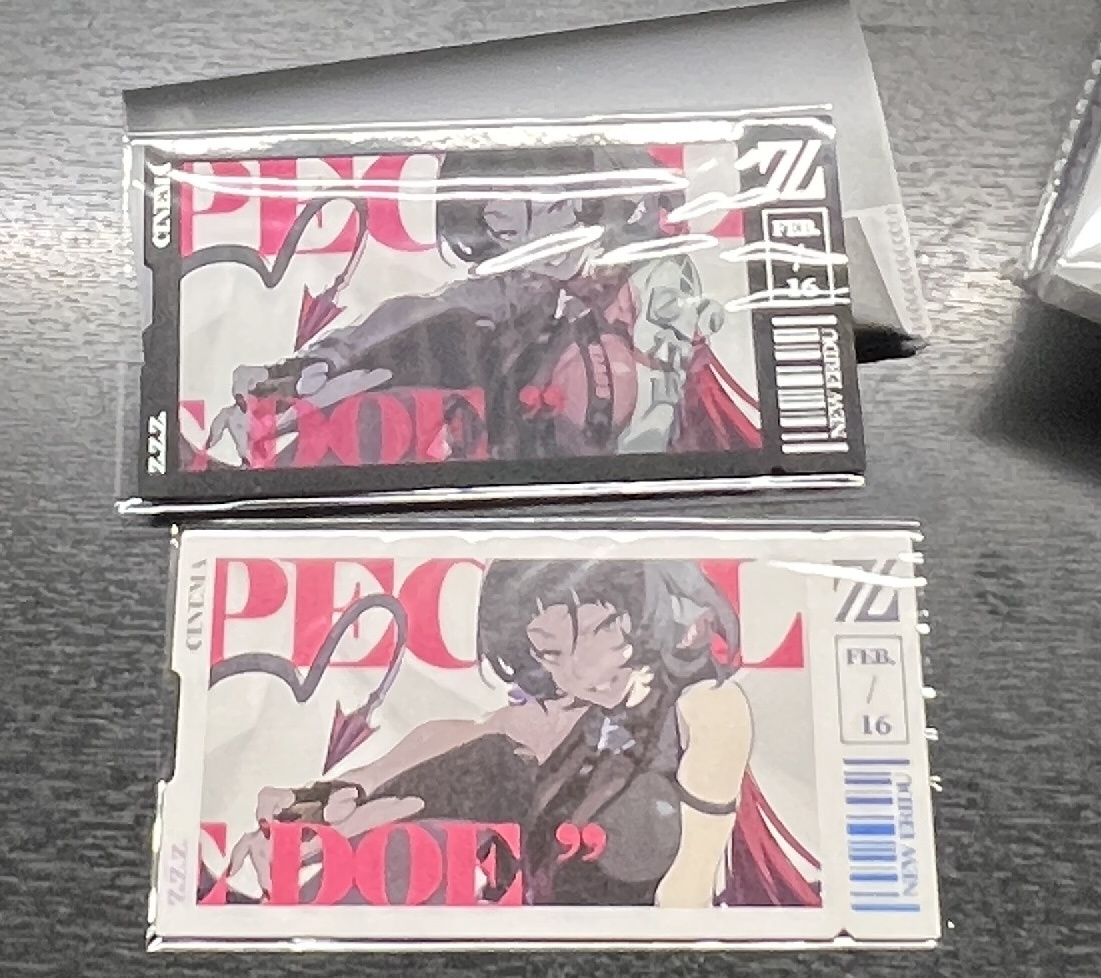 CINEMA
PEC L
FEB.
/
16
NEW ERIDU
Z.Z.Z
E DOE ”
CINEMA
PEC L
FEB.
/
16
NEW ERIDU
Z.Z.Z
E DOE ”